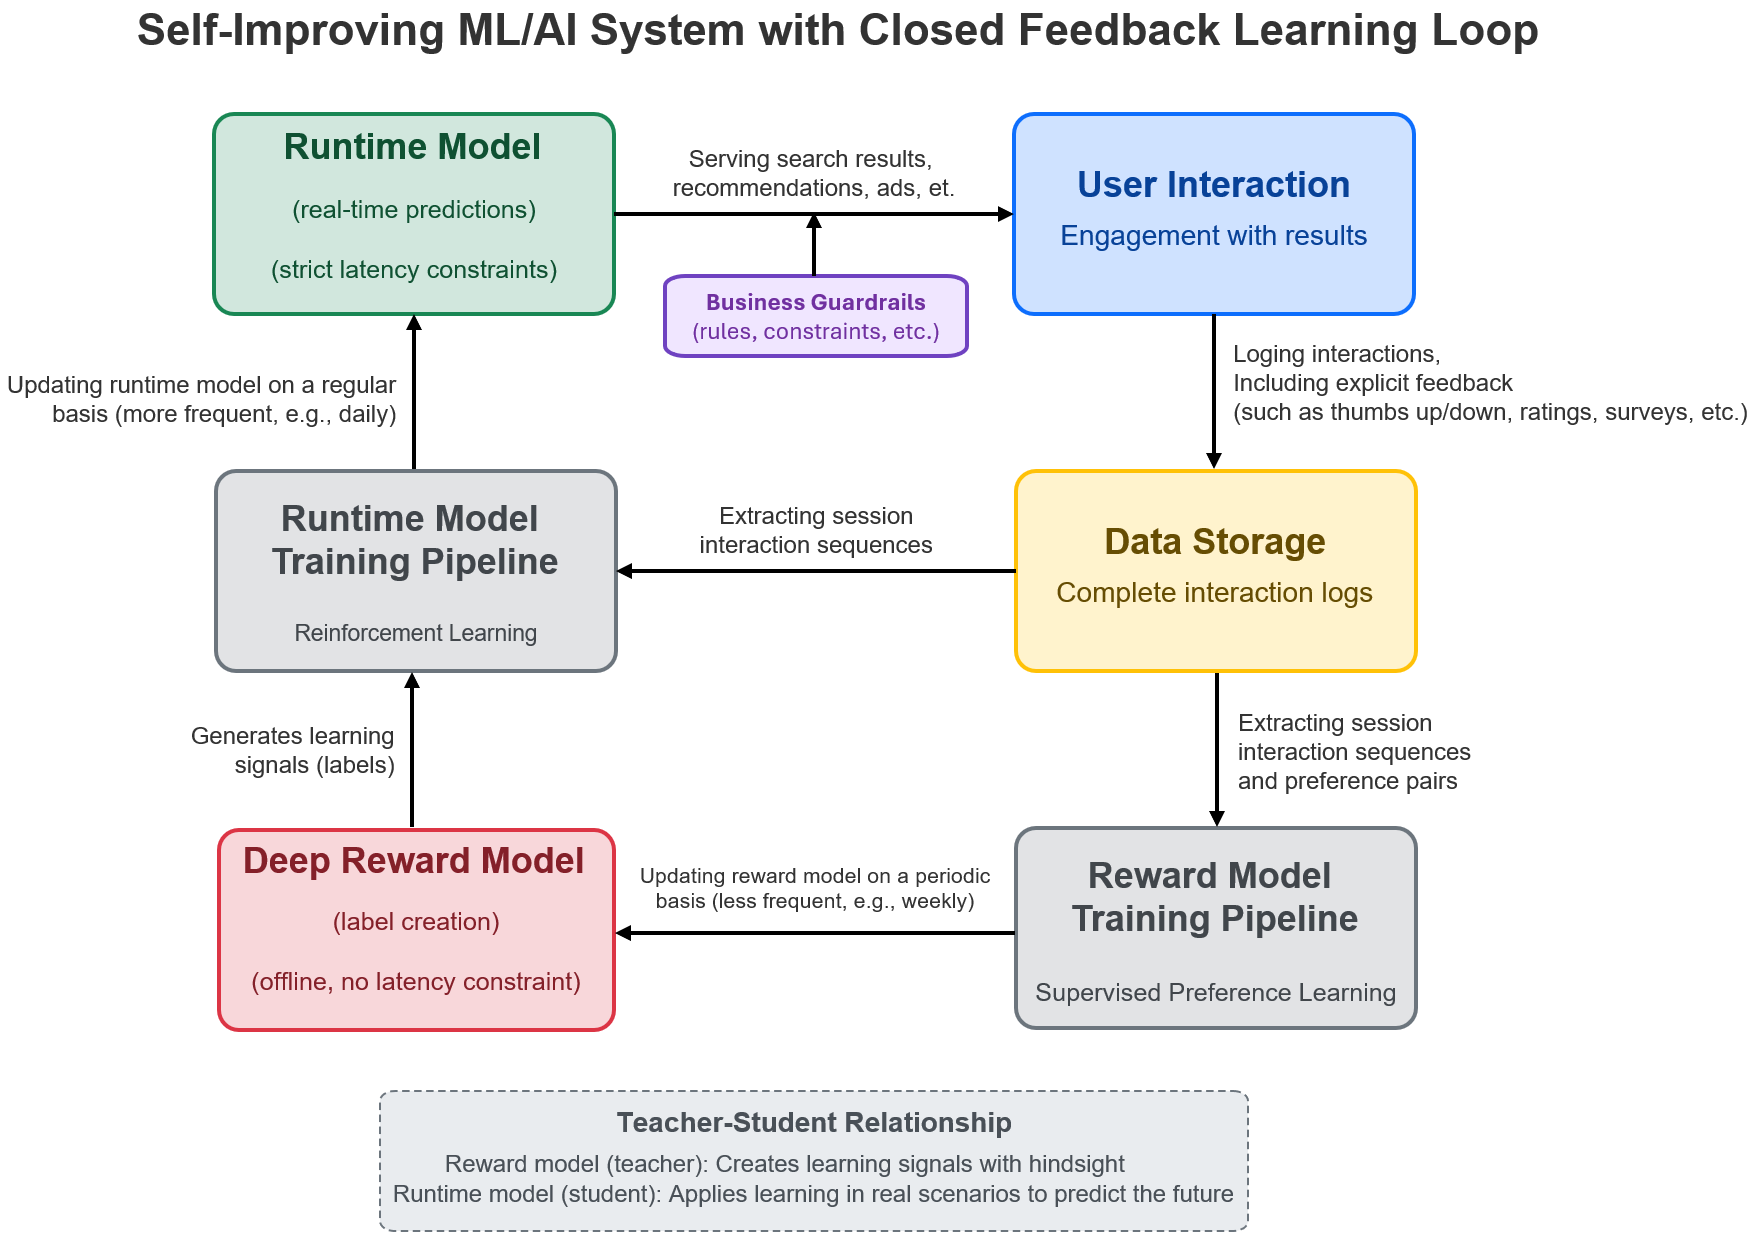 Self-Improving ML/AI System with Closed Feedback Learning Loop
Runtime Model
(real-time predictions)
(strict latency constraints)
Serving search results,
recommendations, ads, et.
Business Guardrails
(rules, constraints, etc.)
User Interaction
Engagement with results
Updating runtime model on a regular
basis (more frequent, e.g., daily)
Loging interactions,
Including explicit feedback
(such as thumbs up/down, ratings, surveys, etc.)
Runtime Model
Training Pipeline
Reinforcement Learning
Extracting session
interaction sequences
Data Storage
Complete interaction logs
Generates learning
signals (labels)
Extracting session
interaction sequences
and preference pairs
Deep Reward Model
(label creation)
(offline, no latency constraint)
Updating reward model on a periodic
basis (less frequent, e.g., weekly)
Reward Model
Training Pipeline
Supervised Preference Learning
Teacher-Student Relationship
Reward model (teacher): Creates learning signals with hindsight
Runtime model (student): Applies learning in real scenarios to predict the future